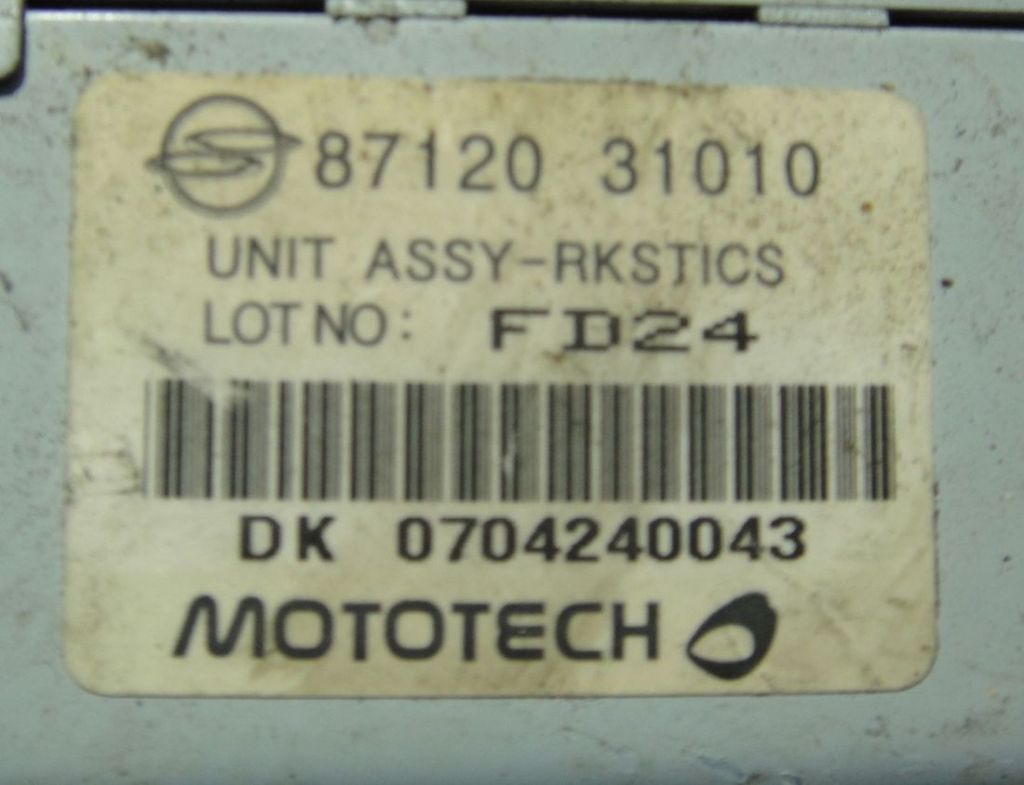 87120 31010
UNIT ASSY-RKSTICS
LOT NO: FD24
DK 0704240043
MOTOTECH